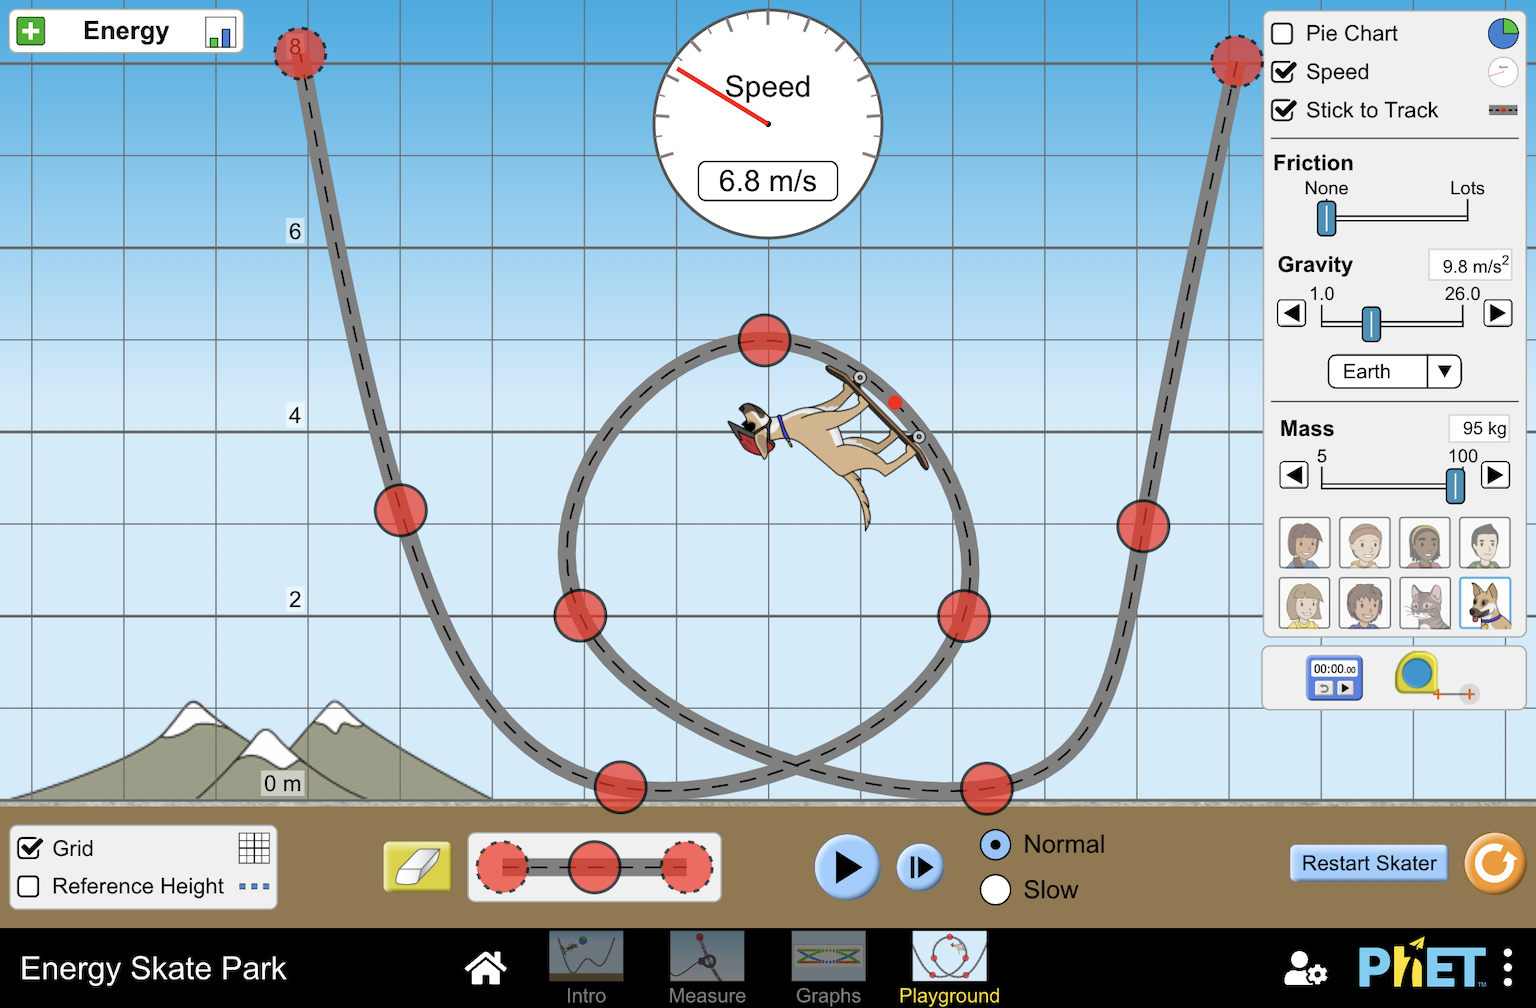 Energy
8
6
4
2
0 m
Speed
6.8 m/s
Pie Chart
Speed
Stick to Track
Friction
None
Lots
Gravity
9.8 m/s²
1.0
26.0
Earth
Mass
95 kg
5
100
00:00.00
Grid
Reference Height
Normal
Slow
Restart Skater
Energy Skate Park
Intro
Measure
Graphs
Playground
PhET